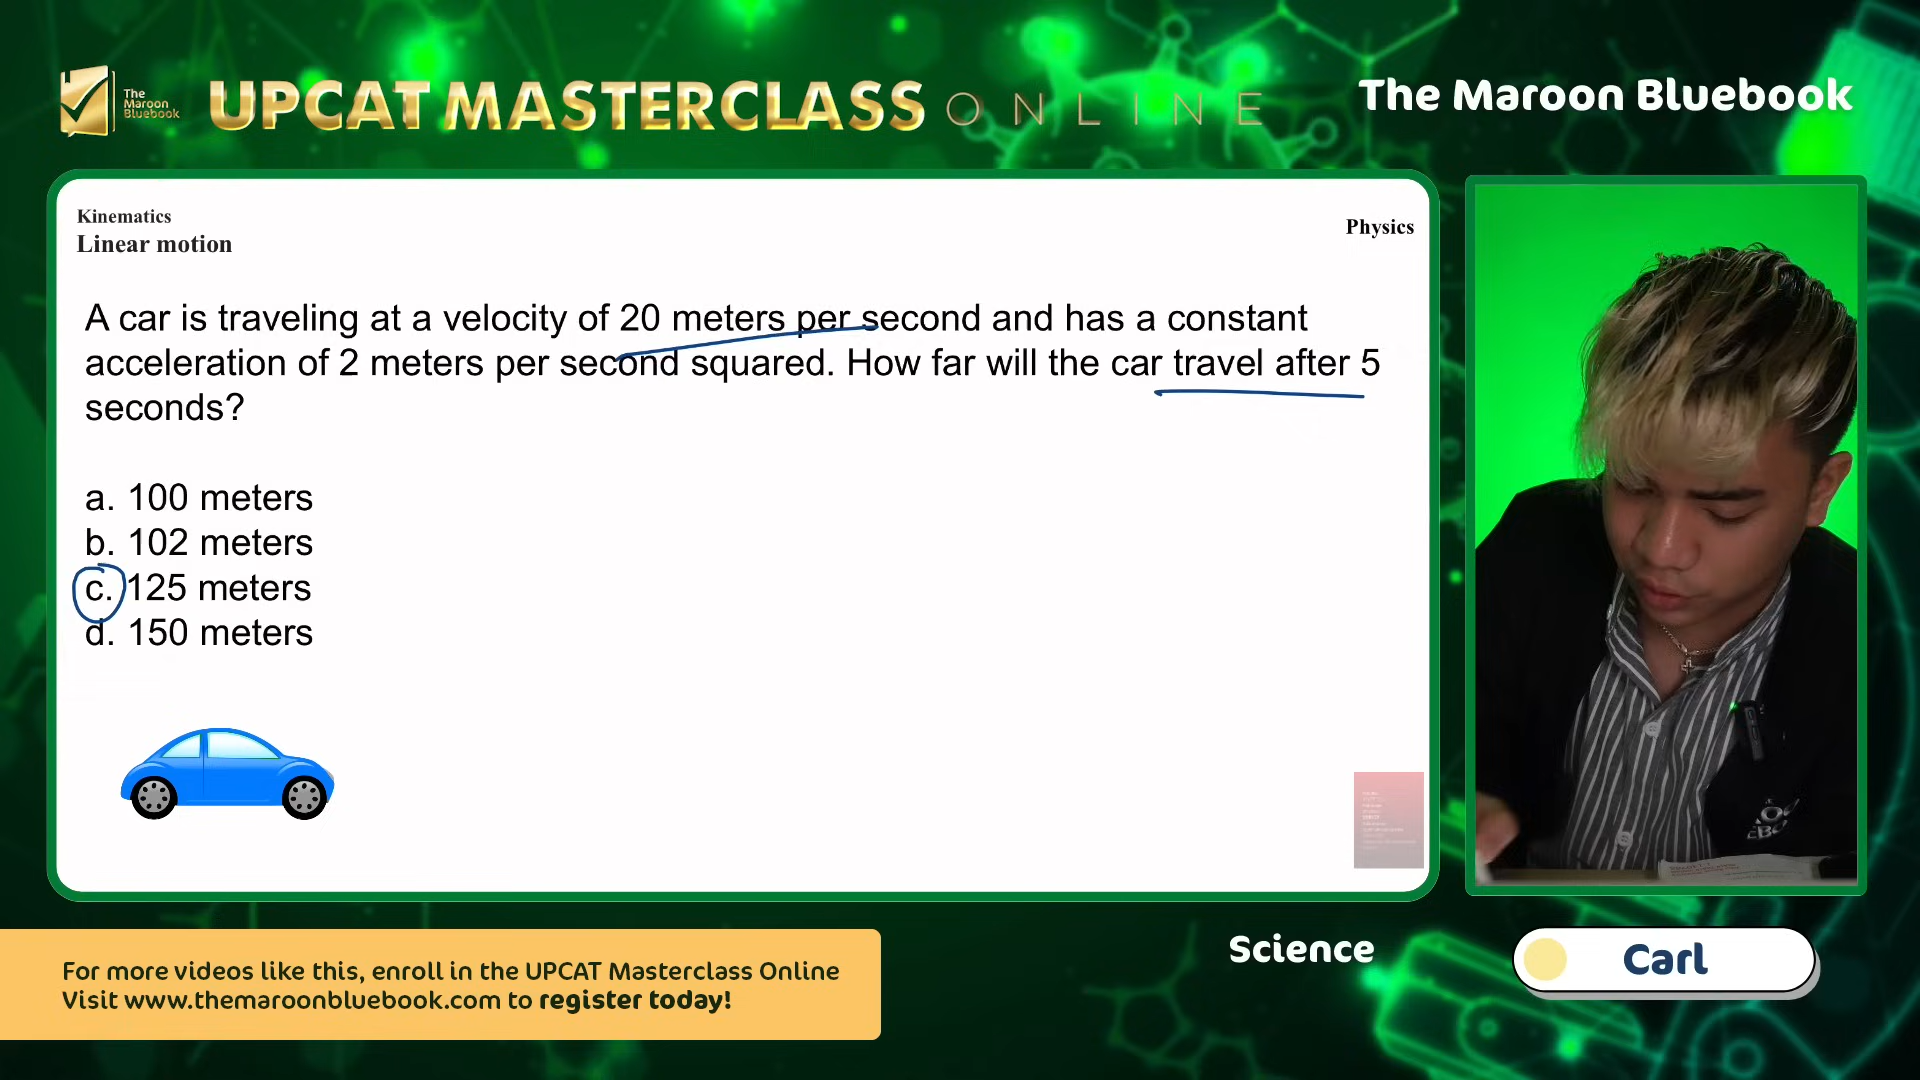 The
Maroon
Bluebook
UPCAT MASTERCLASS ONLINE
The Maroon Bluebook
Kinematics
Linear motion
Physics
A car is traveling at a velocity of 20 meters per second and has a constant
acceleration of 2 meters per second squared. How far will the car travel after 5
seconds?
a. 100 meters
b. 102 meters
c. 125 meters
d. 150 meters
For more videos like this, enroll in the UPCAT Masterclass Online
Visit www.themaroonbluebook.com to register today!
Science
Carl